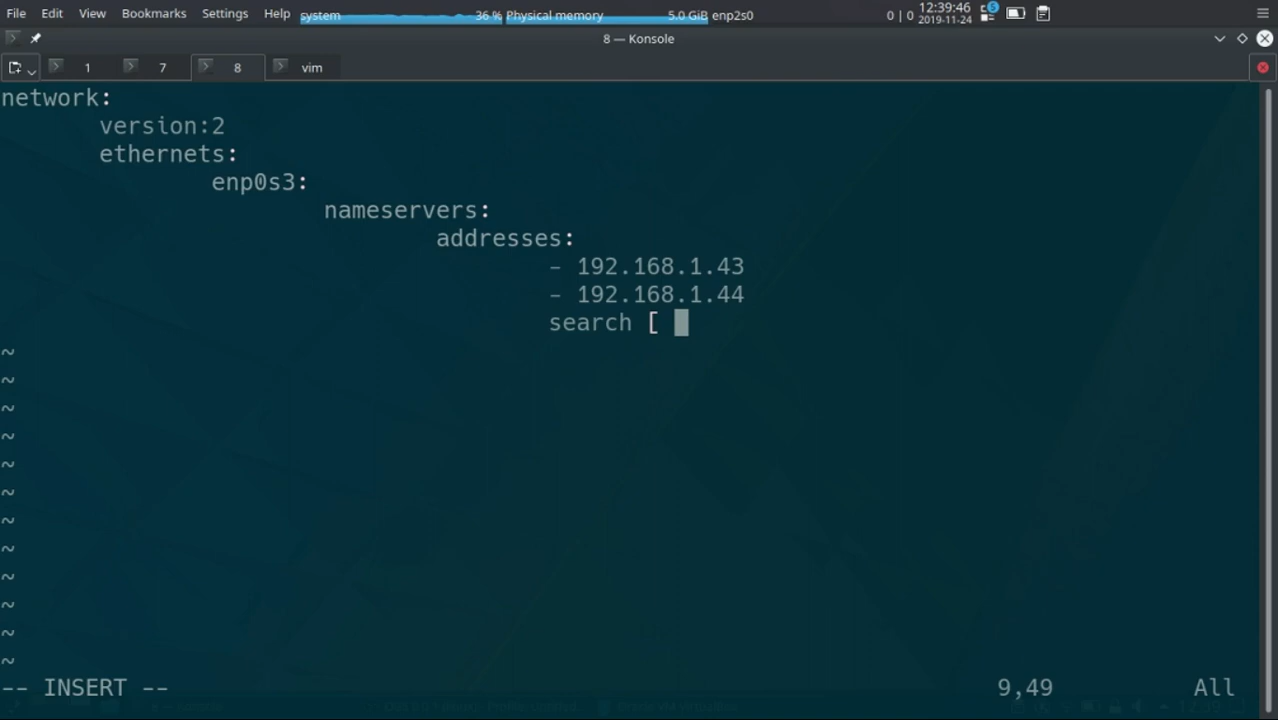 File Edit View Bookmarks Settings Help system 36 % Physical memory 5.0 GiB enp2s0 0 | 0 12:39:46 5
2019-11-24
8 — Konsole
1 7 8 vim
network:
version:2
ethernets:
enp0s3:
nameservers:
addresses:
- 192.168.1.43
- 192.168.1.44
search [
~
~
~
~
~
~
~
~
~
~
~
~
-- INSERT -- 9,49 All